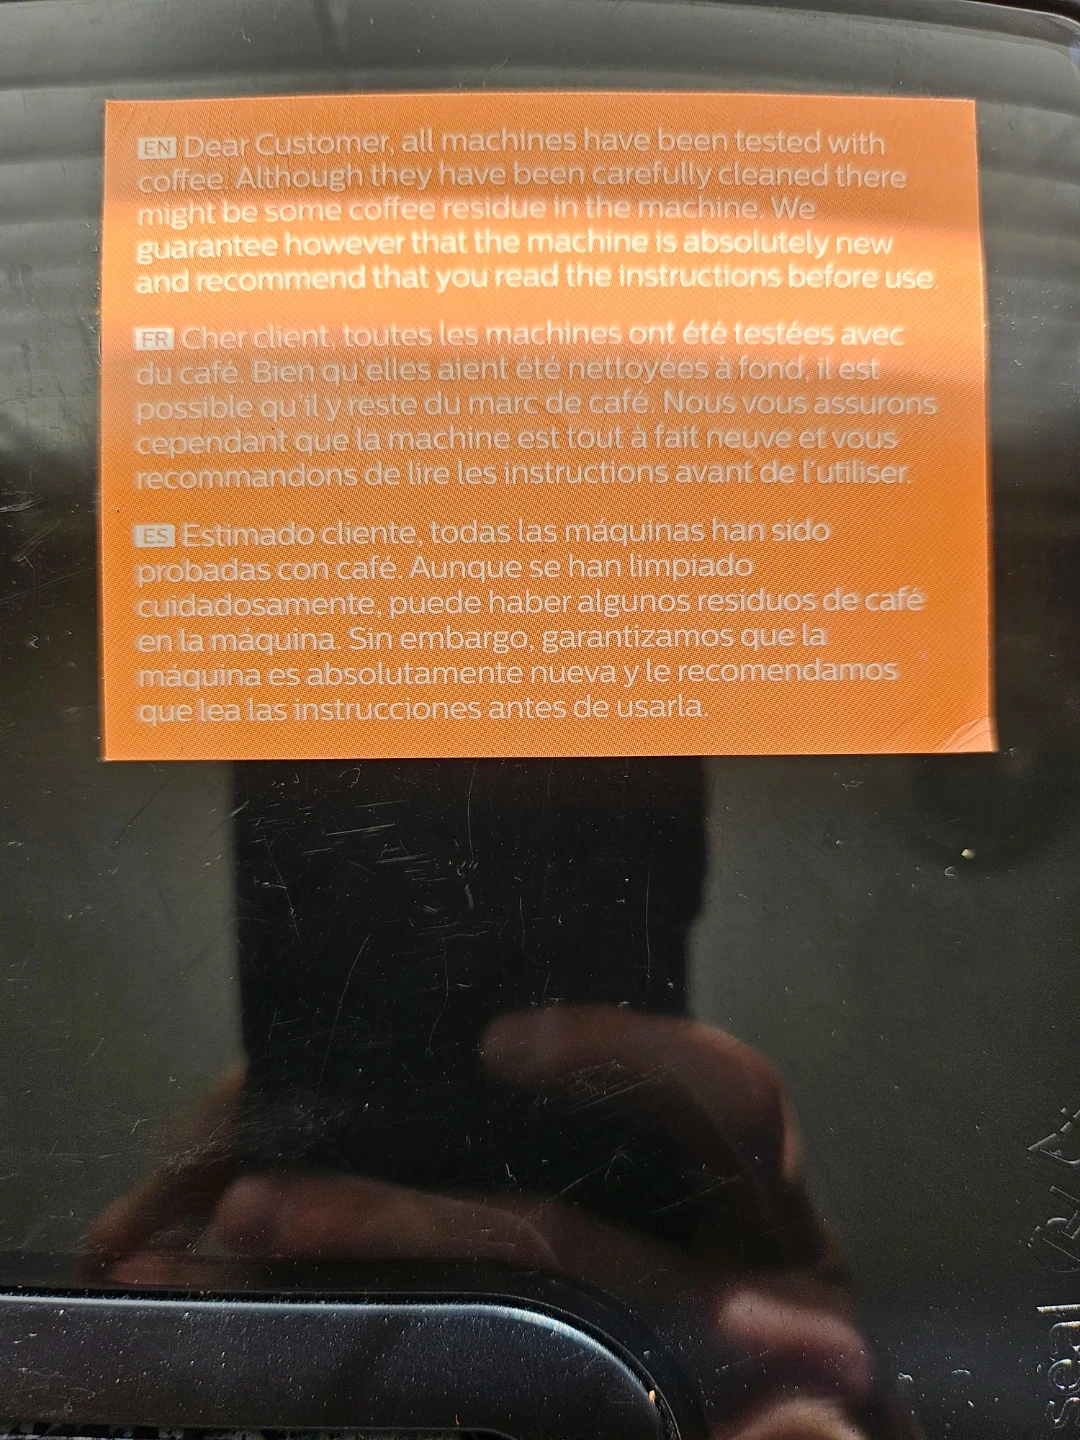 EN Dear Customer, all machines have been tested with
coffee. Although they have been carefully cleaned there
might be some coffee residue in the machine. We
guarantee however that the machine is absolutely new
and recommend that you read the instructions before use.
FR Cher client, toutes les machines ont été testées avec
du café. Bien qu'elles aient été nettoyées à fond, il est
possible qu'il y reste du marc de café. Nous vous assurons
cependant que la machine est tout à fait neuve et vous
recommandons de lire les instructions avant de l'utiliser.
ES Estimado cliente, todas las máquinas han sido
probadas con café. Aunque se han limpiado
cuidadosamente, puede haber algunos residuos de café
en la máquina. Sin embargo, garantizamos que la
máquina es absolutamente nueva y le recomendamos
que lea las instrucciones antes de usarla.